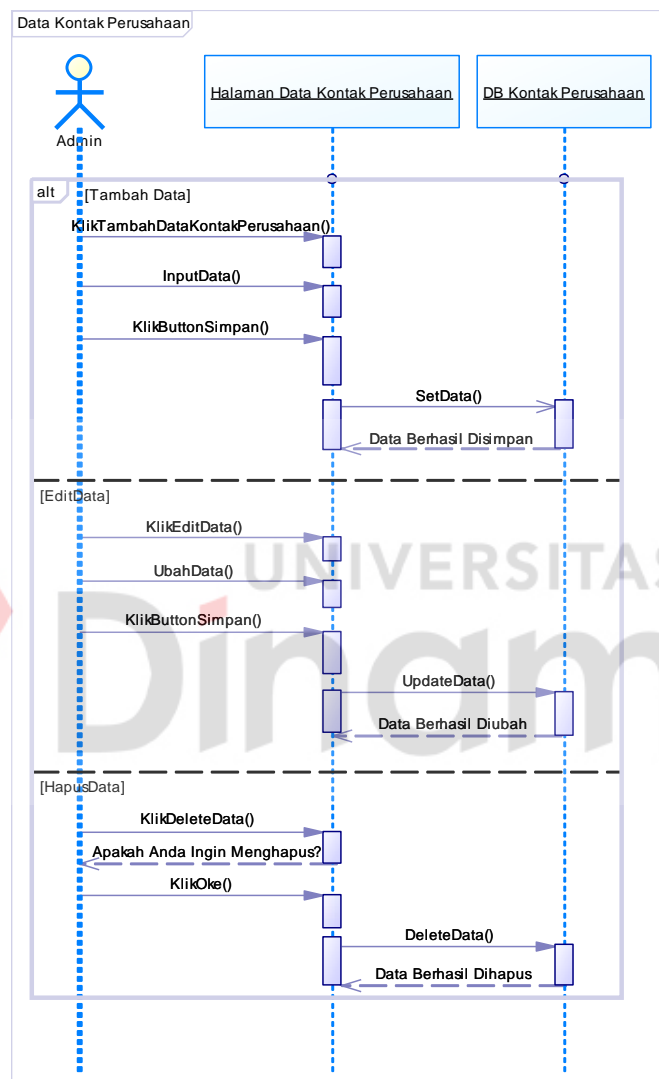 Data Kontak Perusahaan
Halaman Data Kontak Perusahaan
DB Kontak Perusahaan
Admin
alt
[Tambah Data]
KlikTambahDataKontakPerusahaan()
InputData()
KlikButtonSimpan()
SetData()
Data Berhasil Disimpan
[EditData]
KlikEditData()
UNIVERSITAS
UbahData()
Dinam
KlikButtonSimpan()
UpdateData()
Data Berhasil Diubah
[HapusData]
KlikDeleteData()
Apakah Anda Ingin Menghapus?
KlikOke()
DeleteData()
Data Berhasil Dihapus